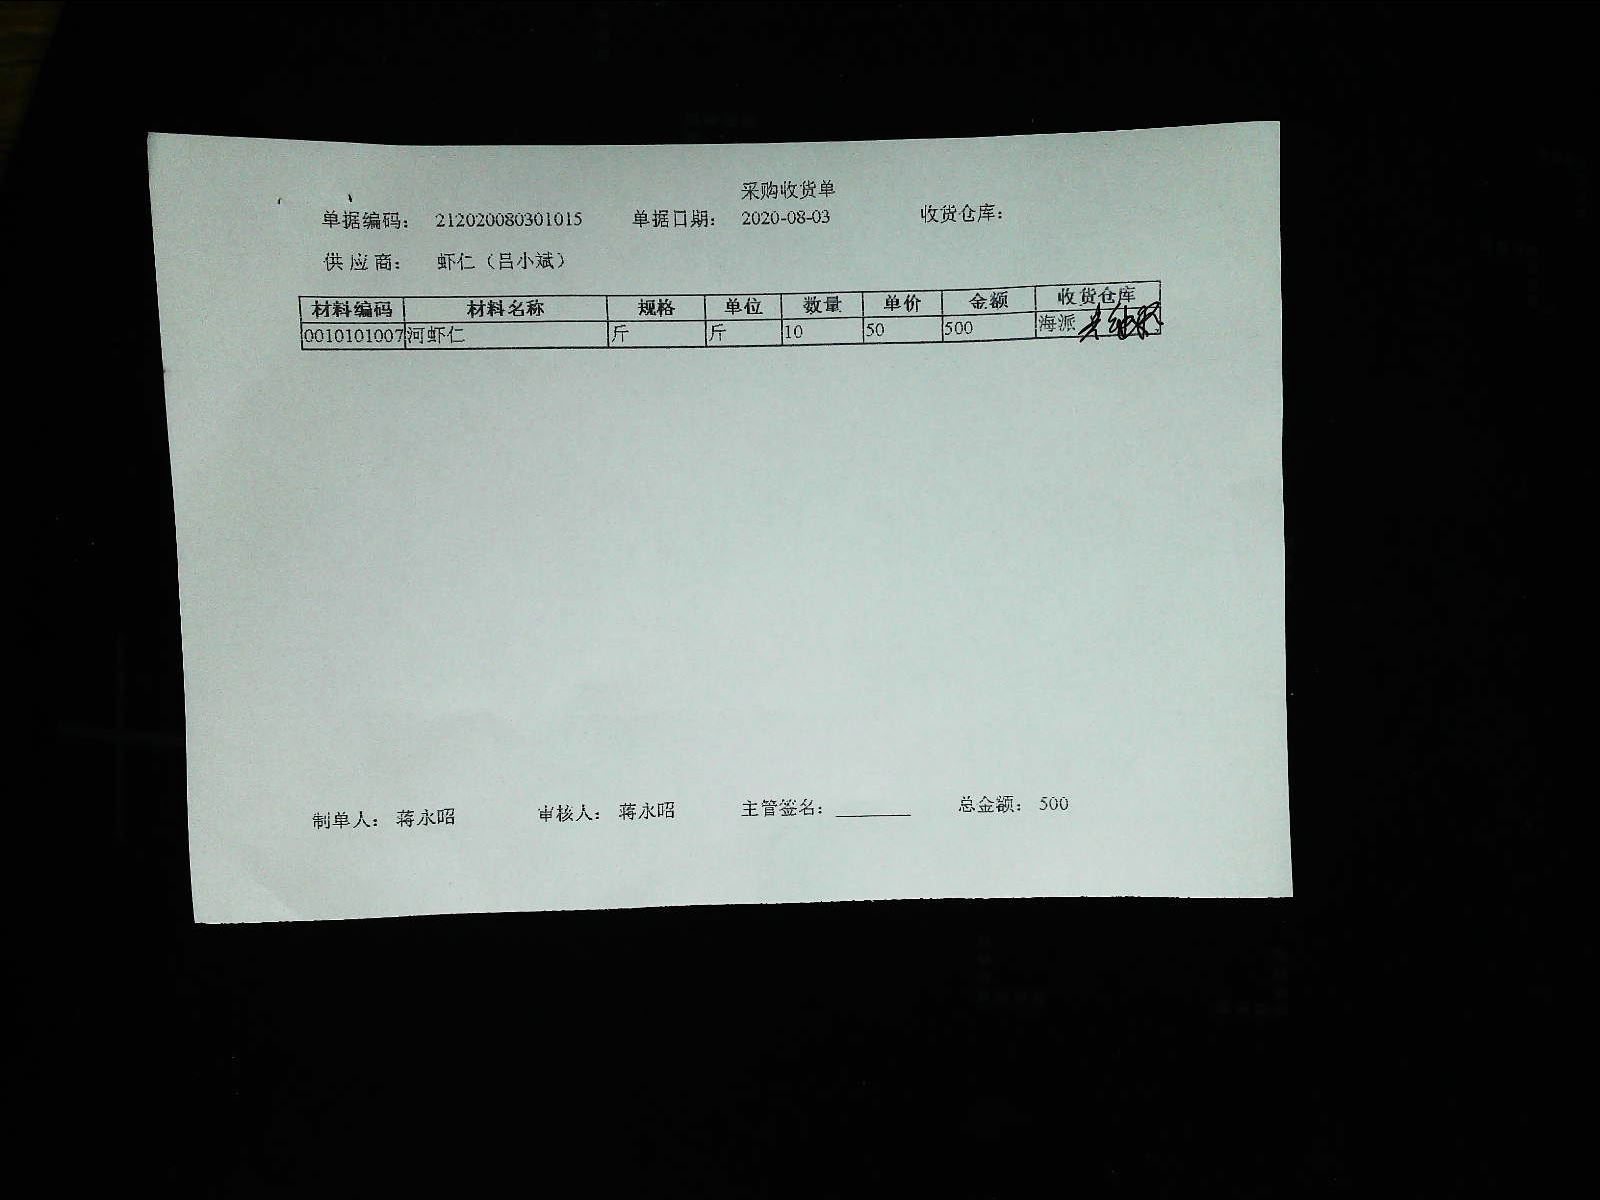 采购收货单
单据编码： 212020080301015 单据日期： 2020-08-03 收货仓库：
供应商： 虾仁（吕小斌）
材料编码 材料名称 规格 单位 数量 单价 金额 收货仓库
0010101007 河虾仁 斤 斤 10 50 500 海派
制单人： 蒋永昭 审核人： 蒋永昭 主管签名：________ 总金额： 500